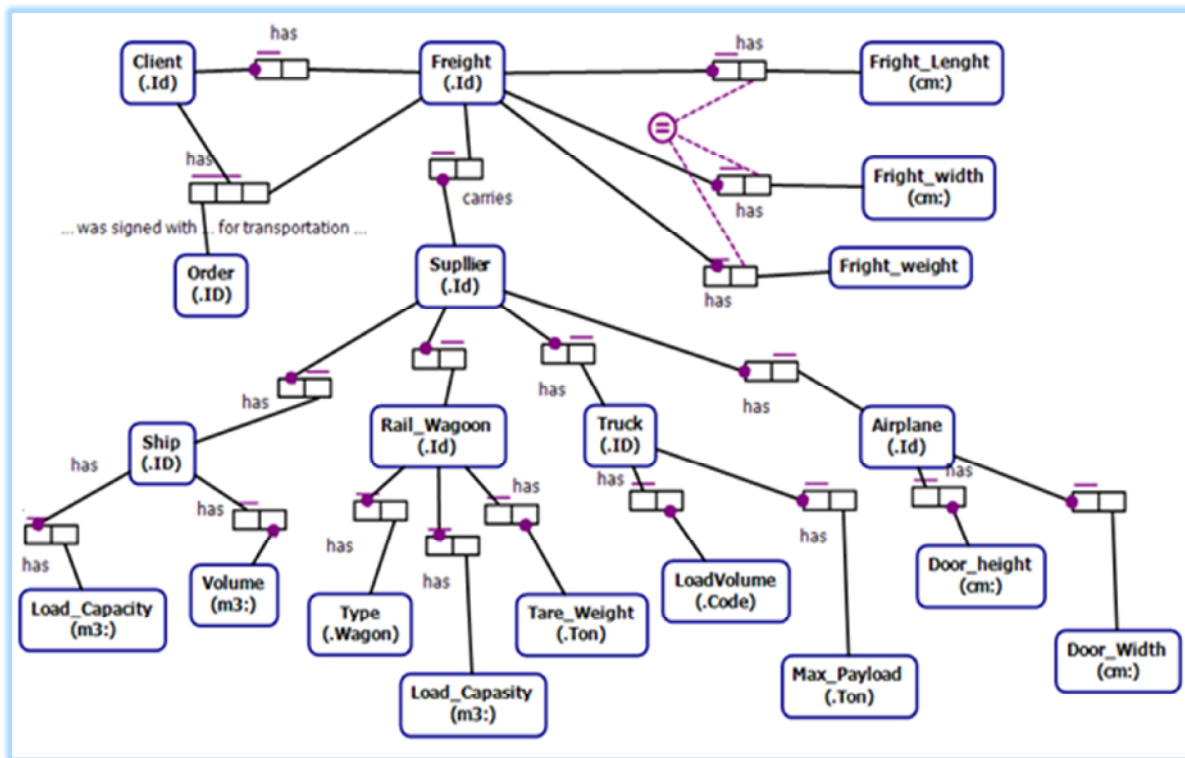 has
has
Client
(.Id)
Freight
(.Id)
Fright_Lenght
(cm:)
=
has
Fright_width
(cm:)
carries
has
... was signed with ... for transportation ...
Order
(.ID)
Supllier
(.Id)
Fright_weight
has
has
has
has
Ship
(.ID)
Rail_Wagoon
(.Id)
Truck
(.ID)
Airplane
(.Id)
has
has
has
has
has
has
has
has
has
has
Load_Capacity
(m3:)
Volume
(m3:)
Type
(.Wagon)
Tare_Weight
(.Ton)
LoadVolume
(.Code)
Door_height
(cm:)
Load_Capasity
(m3:)
Max_Payload
(.Ton)
Door_Width
(cm:)